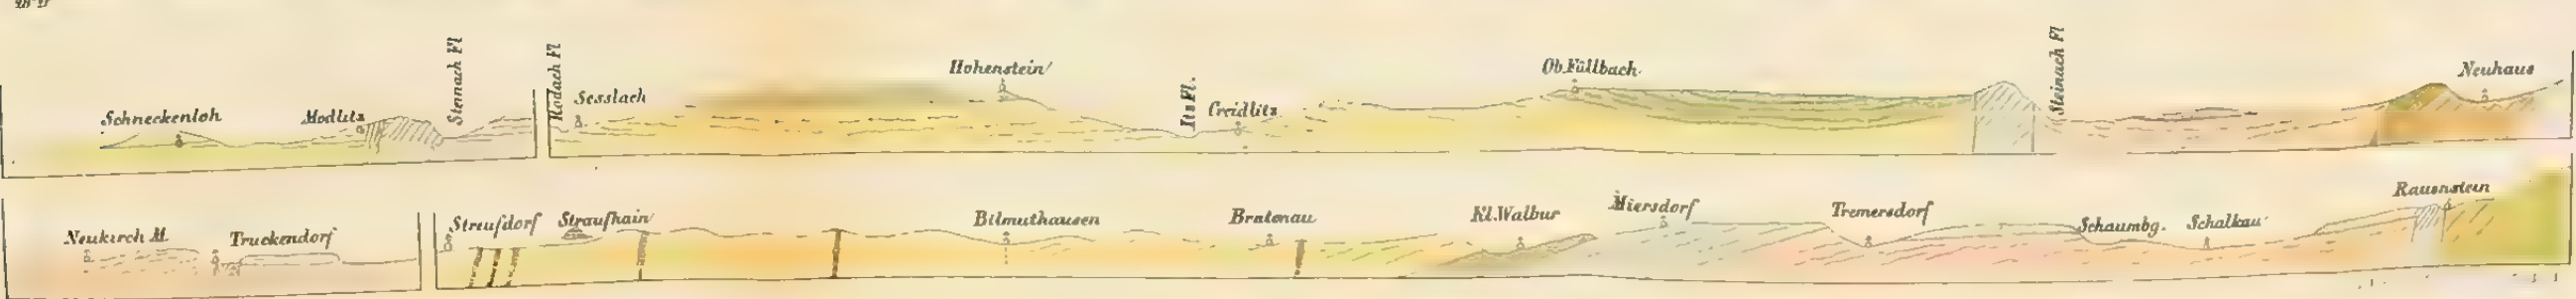 Schneckenloh
Modlitz
Steinach Fl
Rodach Fl
Sesslach
Hohenstein
Itz Fl.
Creidlitz
Ob.Füllbach
Steinach Fl
Neuhaus
Neukirch M.
Truckendorf
Streufdorf
Straufhain
Bilmuthausen
Bratenau
Kl.Walbur
Miersdorf
Tremersdorf
Schaumbg.
Schalkau
Rauenstein